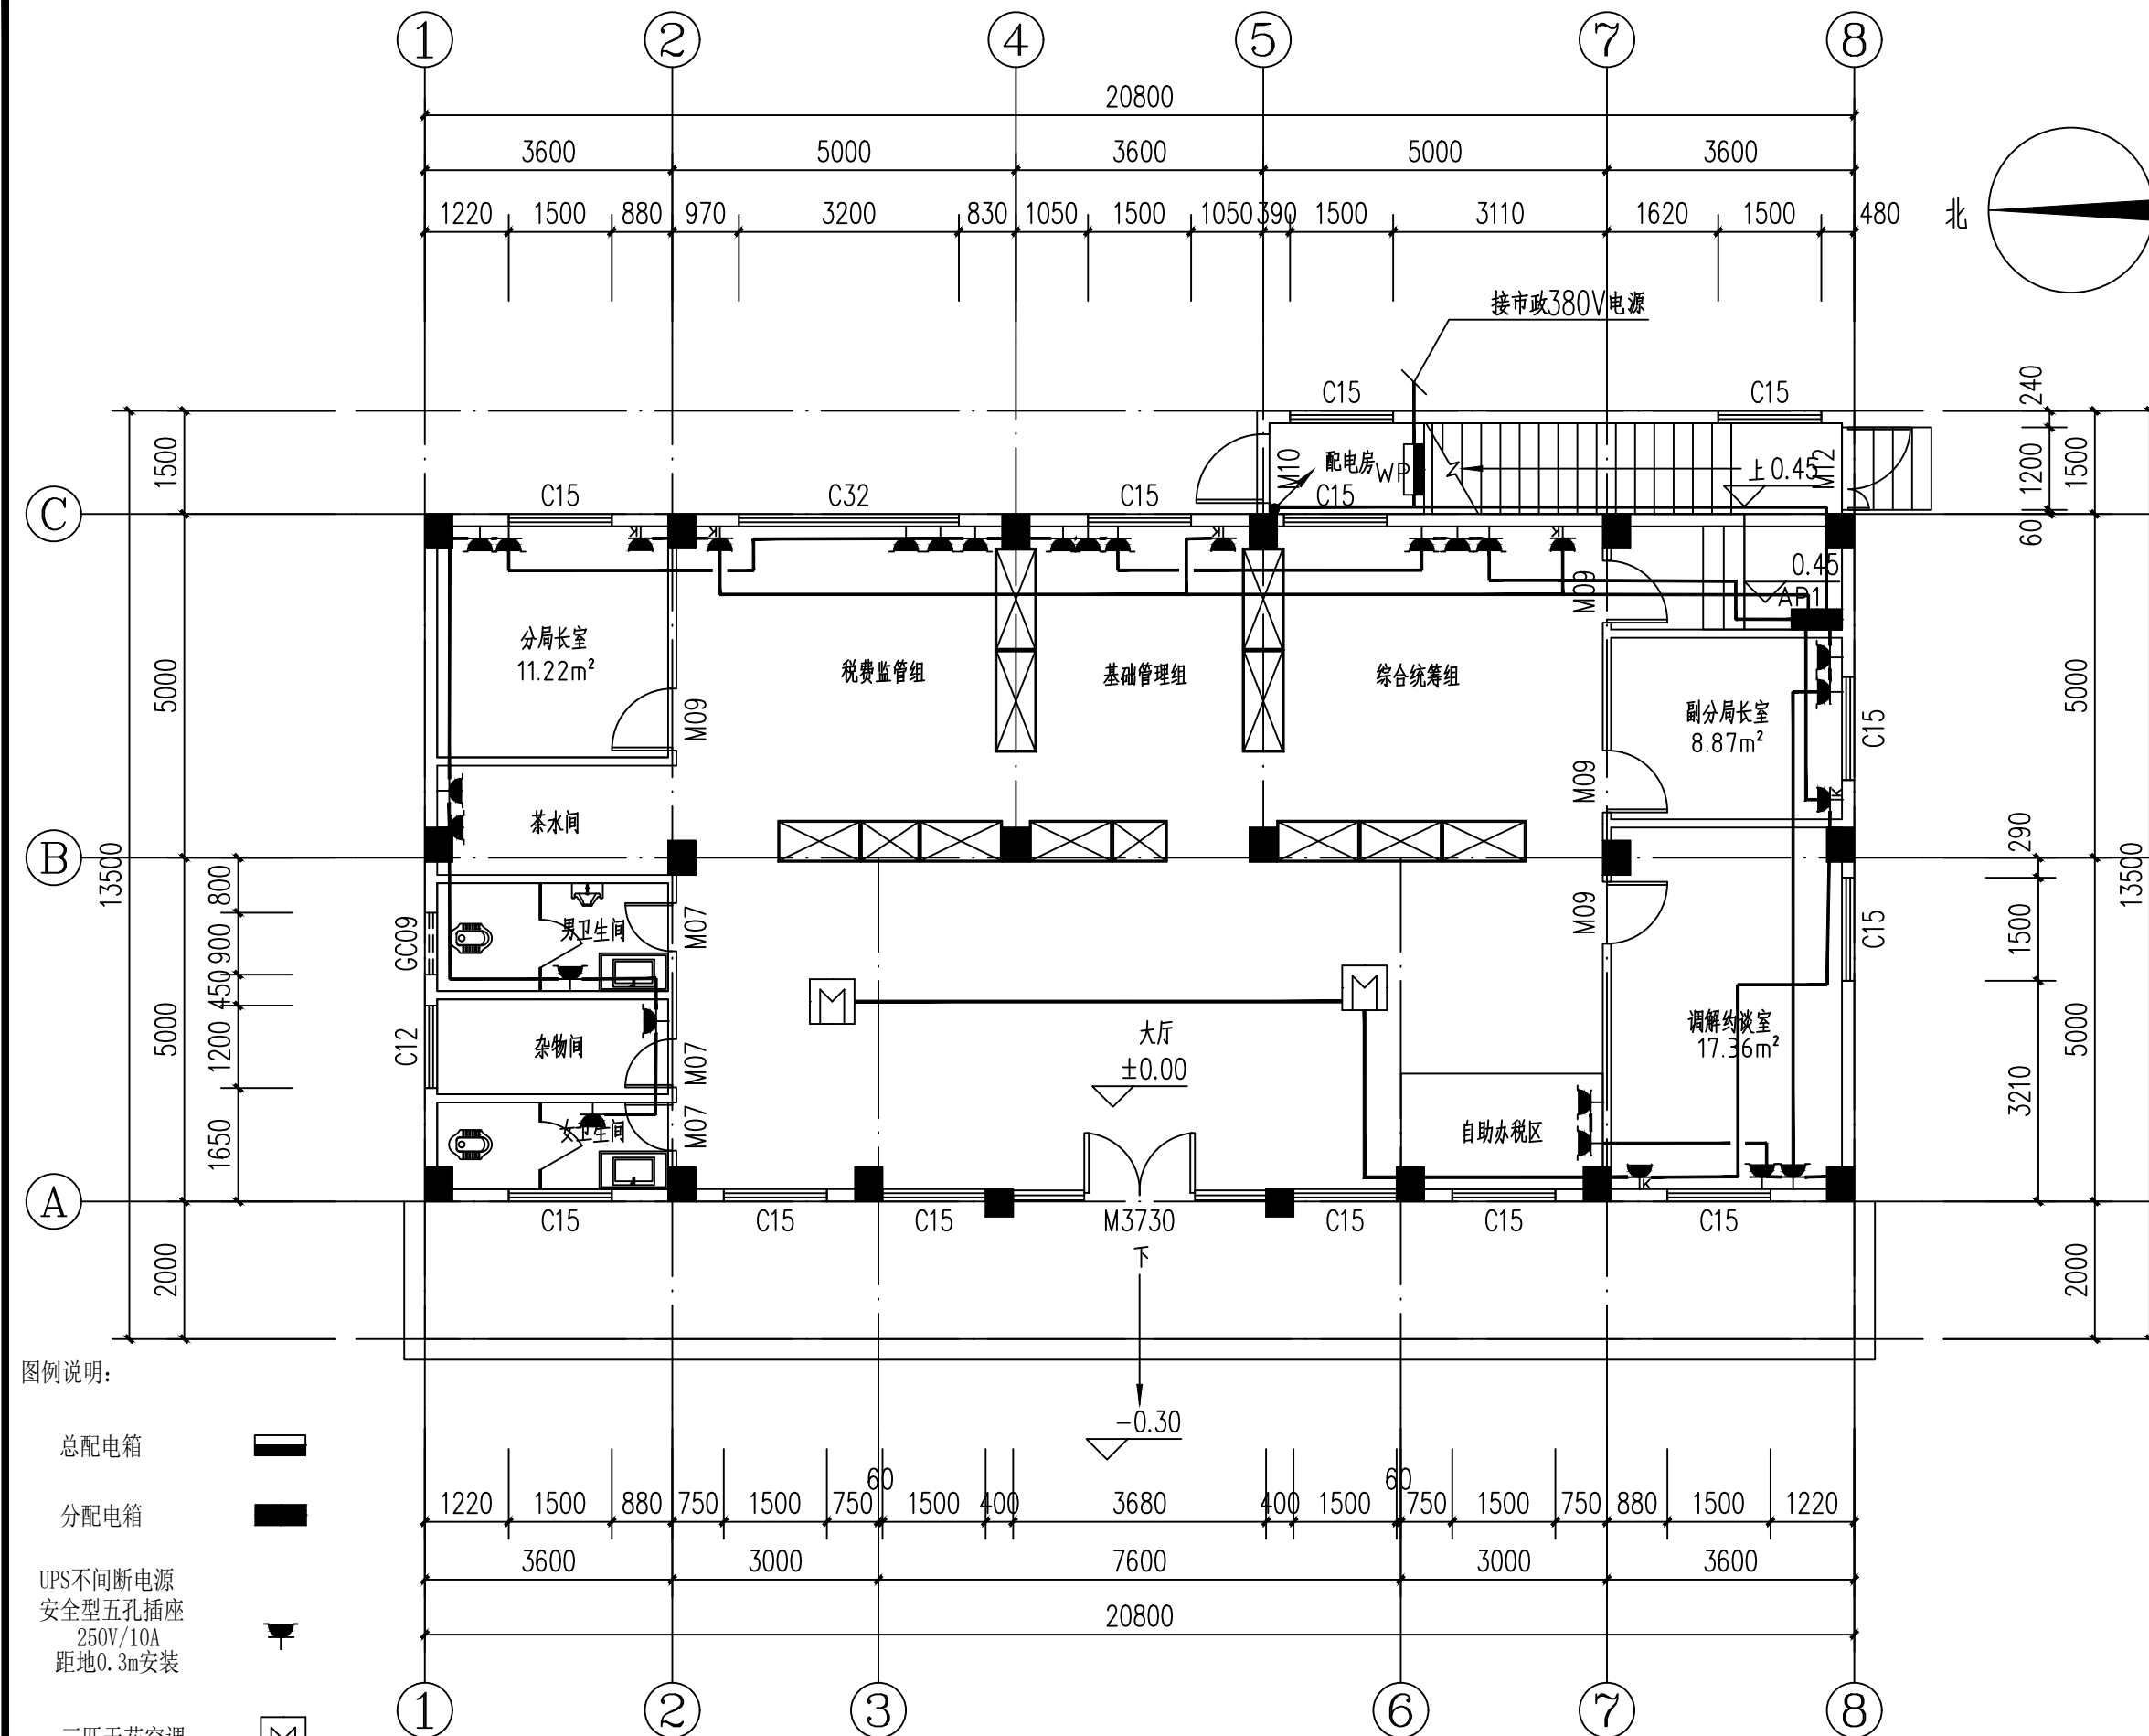 1 2 4 5 7 8
20800
3600 5000 3600 5000 3600
1220 1500 880 970 3200 830 1050 1500 1050 390 1500 3110 1620 1500 480
北
接市政380V电源
C15 C15
240
1500
1200
1500
60
M10
配电房
WP
上0.45
M12
C
C15 C32 C15 C15
0.45
AP1
M09
分局长室
11.22m²
税费监管组
基础管理组
综合统筹组
副分局长室
8.87m²
5000
5000
M09
M09
C15
茶水间
B
13500
13500
290
800
900
450
1200
1650
5000
GC09
男卫生间
M07
M09
C15
1500
5000
3210
C12
杂物间
M07
大厅
±0.00
调解约谈室
17.36m²
女卫生间
M07
自助办税区
A
C15 C15 C15 M3730 C15 C15 C15
下
2000
2000
-0.30
图例说明:
总配电箱
分配电箱
UPS不间断电源
安全型五孔插座
250V/10A
距地0.3m安装
60 60
1220 1500 880 750 1500 750 1500 400 3680 400 1500 750 1500 750 880 1500 1220
3600 3000 7600 3000 3600
20800
1 2 3 6 7 8